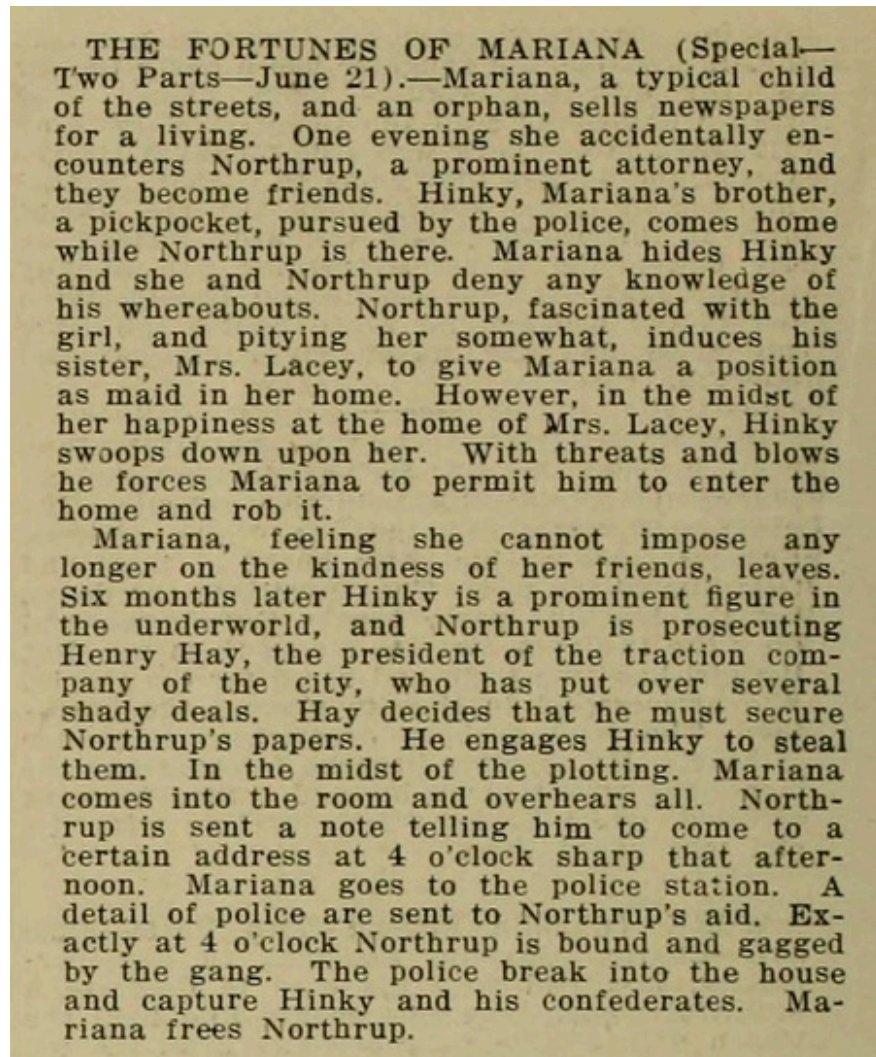 THE FORTUNES OF MARIANA (Special—
Two Parts—June 21).—Mariana, a typical child
of the streets, and an orphan, sells newspapers
for a living. One evening she accidentally en-
counters Northrup, a prominent attorney, and
they become friends. Hinky, Mariana's brother,
a pickpocket, pursued by the police, comes home
while Northrup is there. Mariana hides Hinky
and she and Northrup deny any knowledge of
his whereabouts. Northrup, fascinated with the
girl, and pitying her somewhat, induces his
sister, Mrs. Lacey, to give Mariana a position
as maid in her home. However, in the midst of
her happiness at the home of Mrs. Lacey, Hinky
swoops down upon her. With threats and blows
he forces Mariana to permit him to enter the
home and rob it.
Mariana, feeling she cannot impose any
longer on the kindness of her friends, leaves.
Six months later Hinky is a prominent figure in
the underworld, and Northrup is prosecuting
Henry Hay, the president of the traction com-
pany of the city, who has put over several
shady deals. Hay decides that he must secure
Northrup's papers. He engages Hinky to steal
them. In the midst of the plotting. Mariana
comes into the room and overhears all. North-
rup is sent a note telling him to come to a
certain address at 4 o'clock sharp that after-
noon. Mariana goes to the police station. A
detail of police are sent to Northrup's aid. Ex-
actly at 4 o'clock Northrup is bound and gagged
by the gang. The police break into the house
and capture Hinky and his confederates. Ma-
riana frees Northrup.